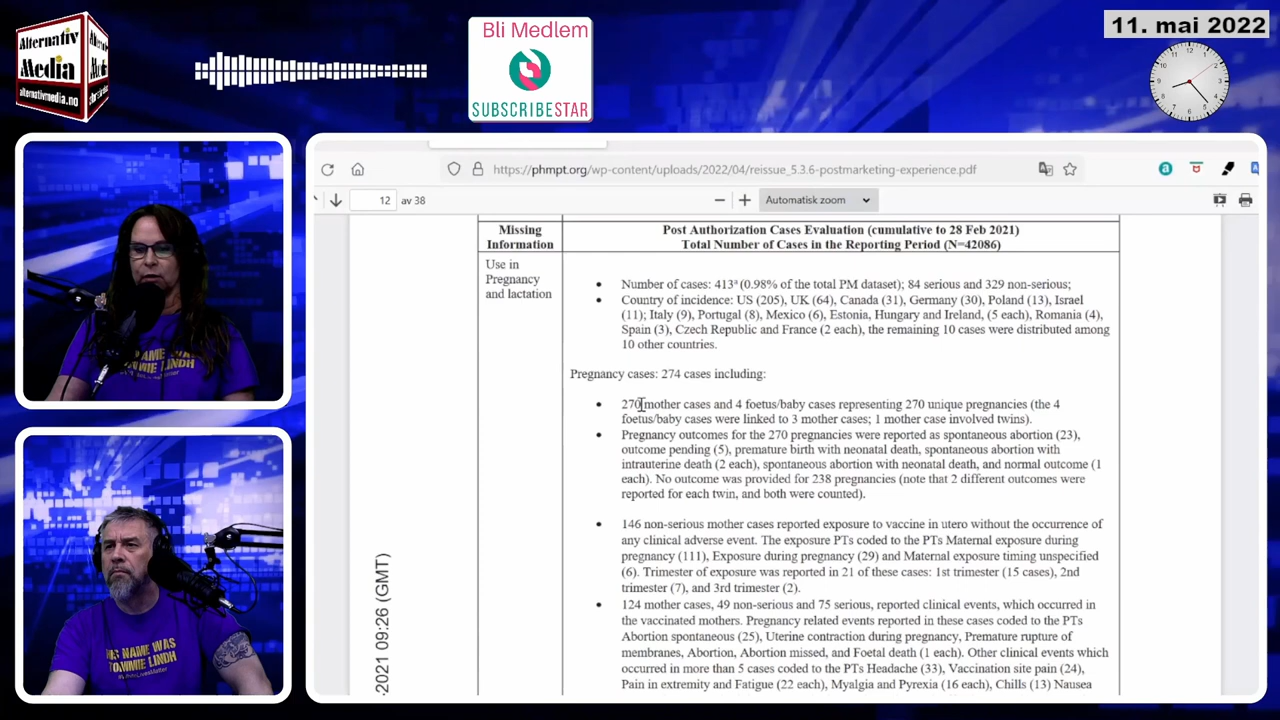 Alternativ
Media
alternativmedia.no
Bli Medlem
SUBSCRIBESTAR
11. mai 2022
https://phmpt.org/wp-content/uploads/2022/04/reissue_5.3.6-postmarketing-experience.pdf
12 av 38
Automatisk zoom
Missing Information
Post Authorization Cases Evaluation (cumulative to 28 Feb 2021)
Total Number of Cases in the Reporting Period (N=42086)
Use in
Pregnancy
and lactation
• Number of cases: 413ᵃ (0.98% of the total PM dataset); 84 serious and 329 non-serious;
• Country of incidence: US (205), UK (64), Canada (31), Germany (30), Poland (13), Israel
(11); Italy (9), Portugal (8), Mexico (6), Estonia, Hungary and Ireland, (5 each), Romania (4),
Spain (3), Czech Republic and France (2 each), the remaining 10 cases were distributed among
10 other countries.
Pregnancy cases: 274 cases including:
• 270 mother cases and 4 foetus/baby cases representing 270 unique pregnancies (the 4
foetus/baby cases were linked to 3 mother cases; 1 mother case involved twins).
• Pregnancy outcomes for the 270 pregnancies were reported as spontaneous abortion (23),
outcome pending (5), premature birth with neonatal death, spontaneous abortion with
intrauterine death (2 each), spontaneous abortion with neonatal death, and normal outcome (1
each). No outcome was provided for 238 pregnancies (note that 2 different outcomes were
reported for each twin, and both were counted).
• 146 non-serious mother cases reported exposure to vaccine in utero without the occurrence of
any clinical adverse event. The exposure PTs coded to the PTs Maternal exposure during
pregnancy (111), Exposure during pregnancy (29) and Maternal exposure timing unspecified
(6). Trimester of exposure was reported in 21 of these cases: 1st trimester (15 cases), 2nd
trimester (7), and 3rd trimester (2).
• 124 mother cases, 49 non-serious and 75 serious, reported clinical events, which occurred in
the vaccinated mothers. Pregnancy related events reported in these cases coded to the PTs
Abortion spontaneous (25), Uterine contraction during pregnancy, Premature rupture of
membranes, Abortion, Abortion missed, and Foetal death (1 each). Other clinical events which
occurred in more than 5 cases coded to the PTs Headache (33), Vaccination site pain (24),
Pain in extremity and Fatigue (22 each), Myalgia and Pyrexia (16 each), Chills (13) Nausea
-2021 09:26 (GMT)
NAME WAS
TOMMIE LINDH
HIS NAME WAS
TOMMIE LINDH